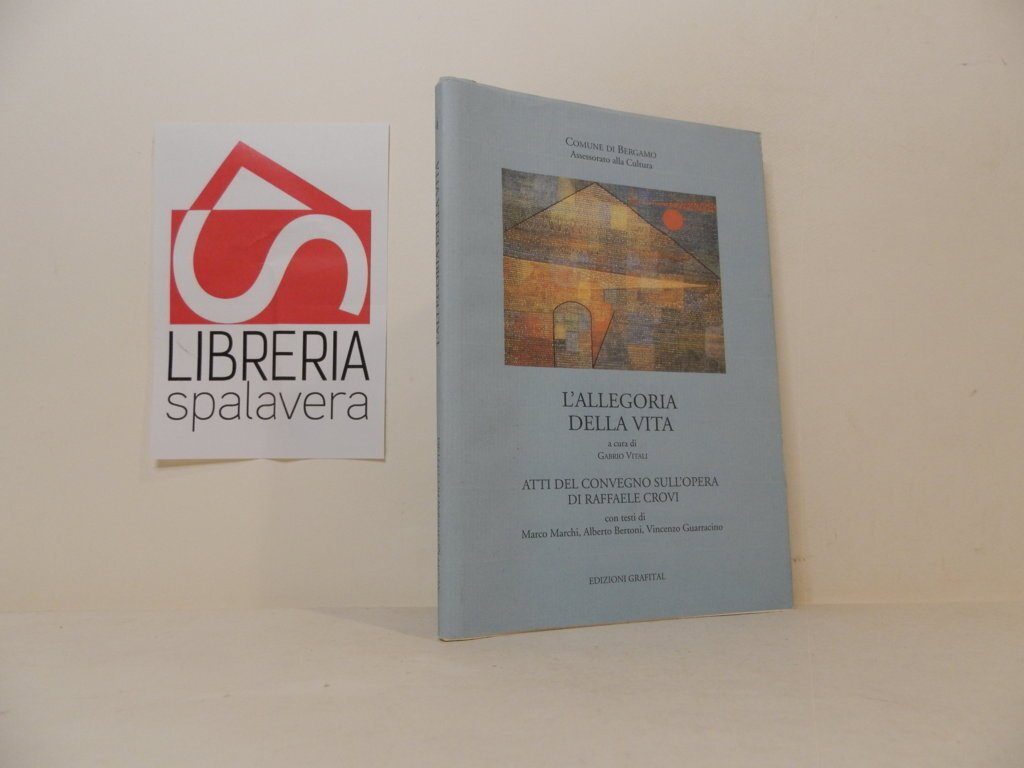 LIBRERIA
spalavera
COMUNE DI BERGAMO
Assessorato alla Cultura
L'ALLEGORIA
DELLA VITA
a cura di
GABRIO VITALI
ATTI DEL CONVEGNO SULL'OPERA
DI RAFFAELE CROVI
con testi di
Marco Marchi, Alberto Bertoni, Vincenzo Guarracino
EDIZIONI GRAFITAL